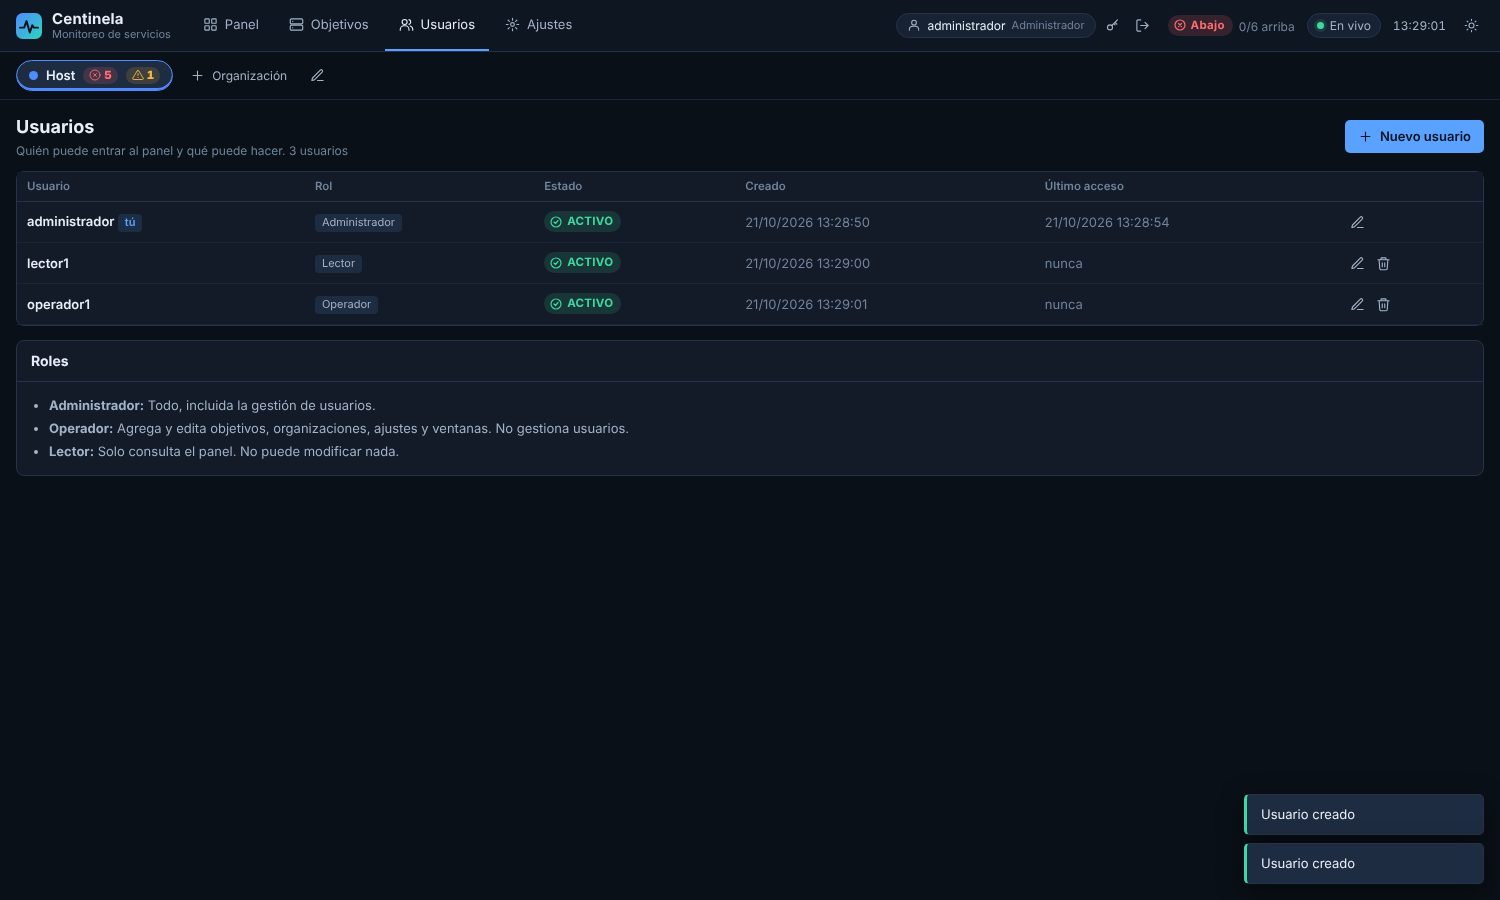 Centinela
Monitoreo de servicios
Panel
Objetivos
Usuarios
Ajustes
administrador Administrador
Abajo
0/6 arriba
En vivo
13:29:01
Host 5 1
Organización
Usuarios
Quién puede entrar al panel y qué puede hacer. 3 usuarios
Nuevo usuario
Usuario Rol Estado Creado Último acceso
administrador tú Administrador ACTIVO 21/10/2026 13:28:50 21/10/2026 13:28:54
lector1 Lector ACTIVO 21/10/2026 13:29:00 nunca
operador1 Operador ACTIVO 21/10/2026 13:29:01 nunca
Roles
• Administrador: Todo, incluida la gestión de usuarios.
• Operador: Agrega y edita objetivos, organizaciones, ajustes y ventanas. No gestiona usuarios.
• Lector: Solo consulta el panel. No puede modificar nada.
Usuario creado
Usuario creado